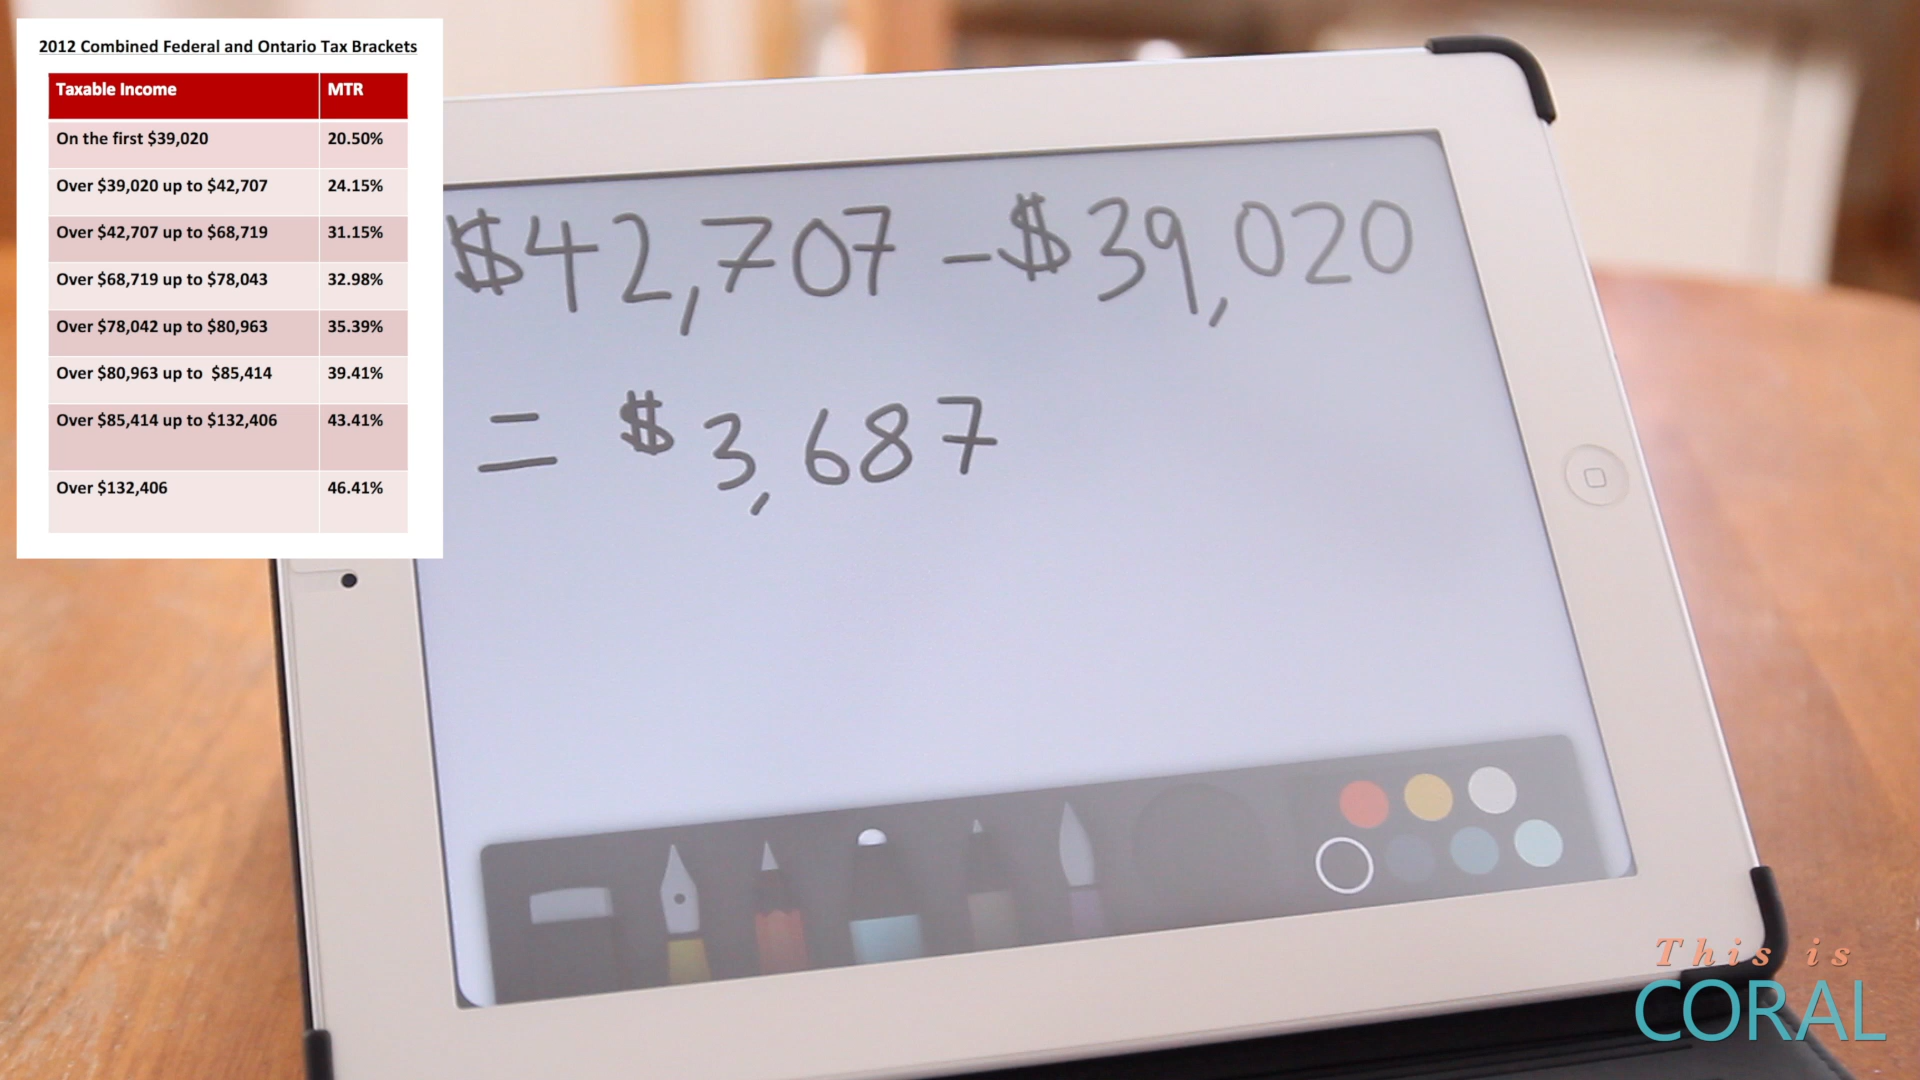 2012 Combined Federal and Ontario Tax Brackets
Taxable Income MTR
On the first $39,020 20.50%
Over $39,020 up to $42,707 24.15%
Over $42,707 up to $68,719 31.15%
Over $68,719 up to $78,043 32.98%
Over $78,042 up to $80,963 35.39%
Over $80,963 up to $85,414 39.41%
Over $85,414 up to $132,406 43.41%
Over $132,406 46.41%
$42,707 - $39,020
= $3,687
This is
CORAL